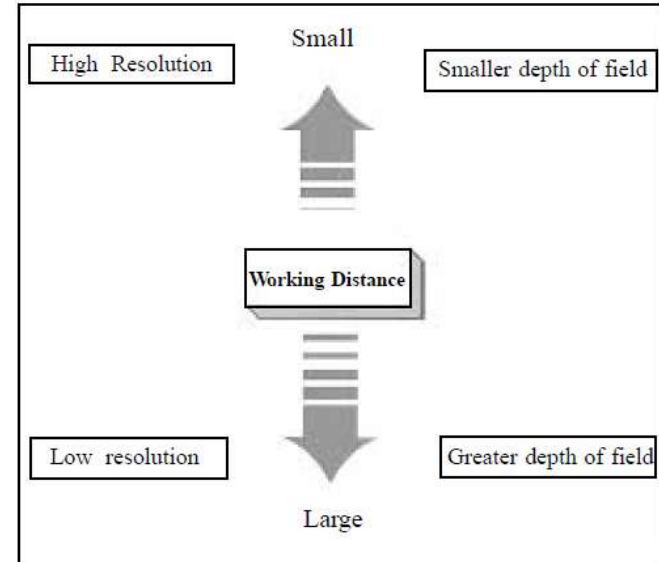 Small
High Resolution
Smaller depth of field
Working Distance
Low resolution
Greater depth of field
Large